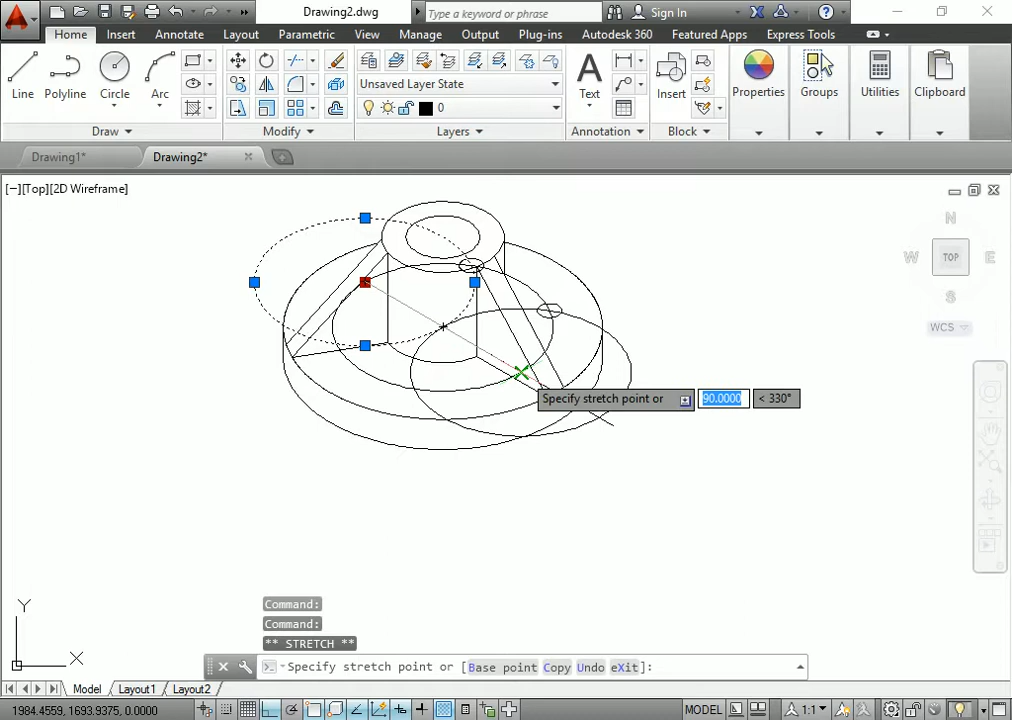 Drawing2.dwg
Type a keyword or phrase
Sign In
Home Insert Annotate Layout Parametric View Manage Output Plug-ins Autodesk 360 Featured Apps Express Tools
Unsaved Layer State
Line Polyline Circle Arc Text Insert Properties Groups Utilities Clipboard
0
Draw Modify Layers Annotation Block
Drawing1* Drawing2*
[−][Top][2D Wireframe]
N
W TOP E
S
WCS
Specify stretch point or 90.0000 < 330°
Command:
Command:
** STRETCH **
Y
X
Specify stretch point or [Base point Copy Undo eXit]:
Model Layout1 Layout2
1984.4559, 1693.9375, 0.0000 MODEL 1:1